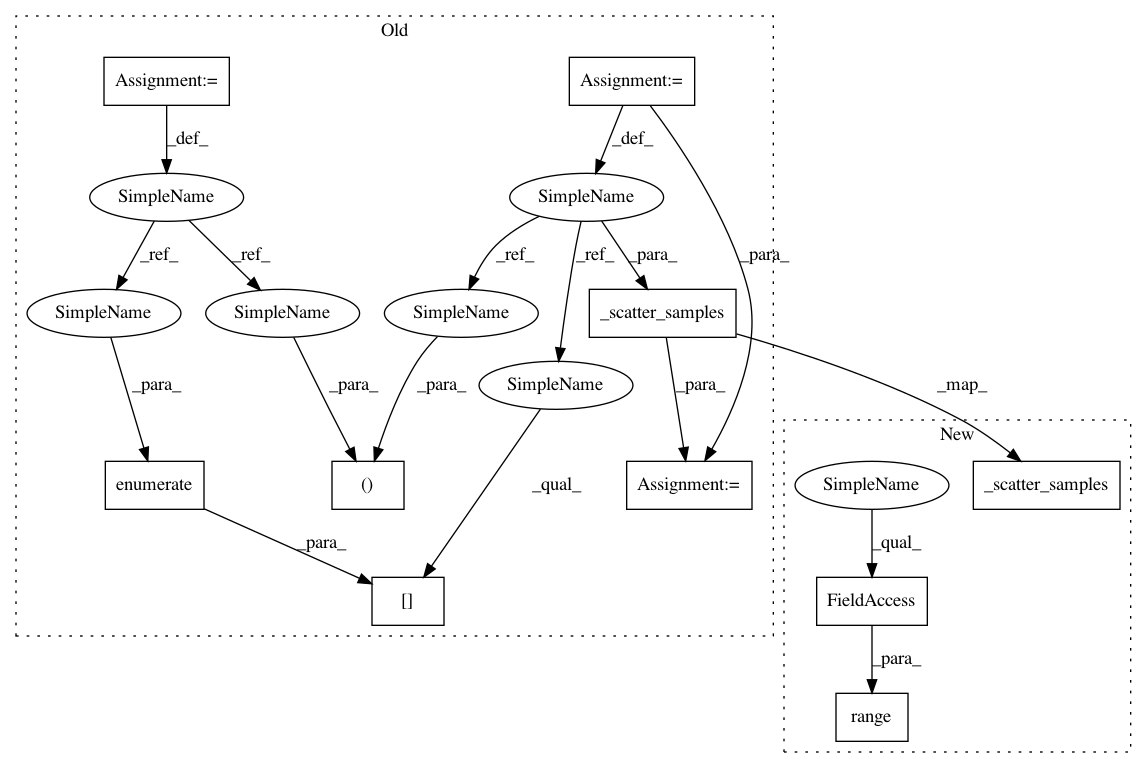 Old
Assignment:=
Assignment:=
_def_
_def_
SimpleName
SimpleName
_para_
_ref_
_ref_
_ref_
_ref_
_para_
SimpleName
SimpleName
SimpleName
_scatter_samples
SimpleName
_para_
_para_
_para_
_para_
_map_
New
enumerate
()
_qual_
Assignment:=
SimpleName
_scatter_samples
_para_
_qual_
[]
FieldAccess
_para_
range